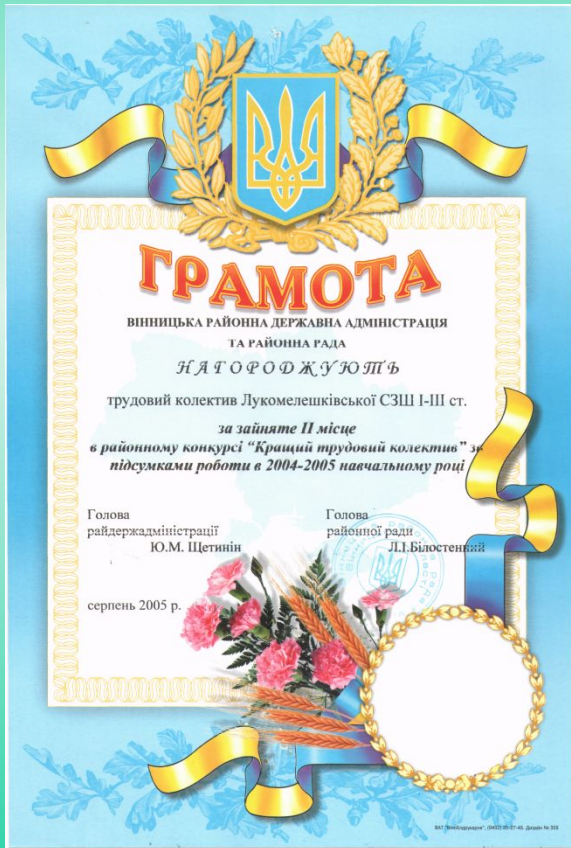 ГРАМОТА
ВІННИЦЬКА РАЙОННА ДЕРЖАВНА АДМІНІСТРАЦІЯ
ТА РАЙОННА РАДА
НАГОРОДЖУЮТЬ
трудовий колектив Лукомелешківської СЗШ І-ІІІ ст.
за зайняте ІІ місце
в районному конкурсі “Кращий трудовий колектив” за
підсумками роботи в 2004-2005 навчальному році
Голова
райдержадміністрації
Ю.М. Щетинін
Голова
районної ради
Л.І.Білостенний
серпень 2005 р.